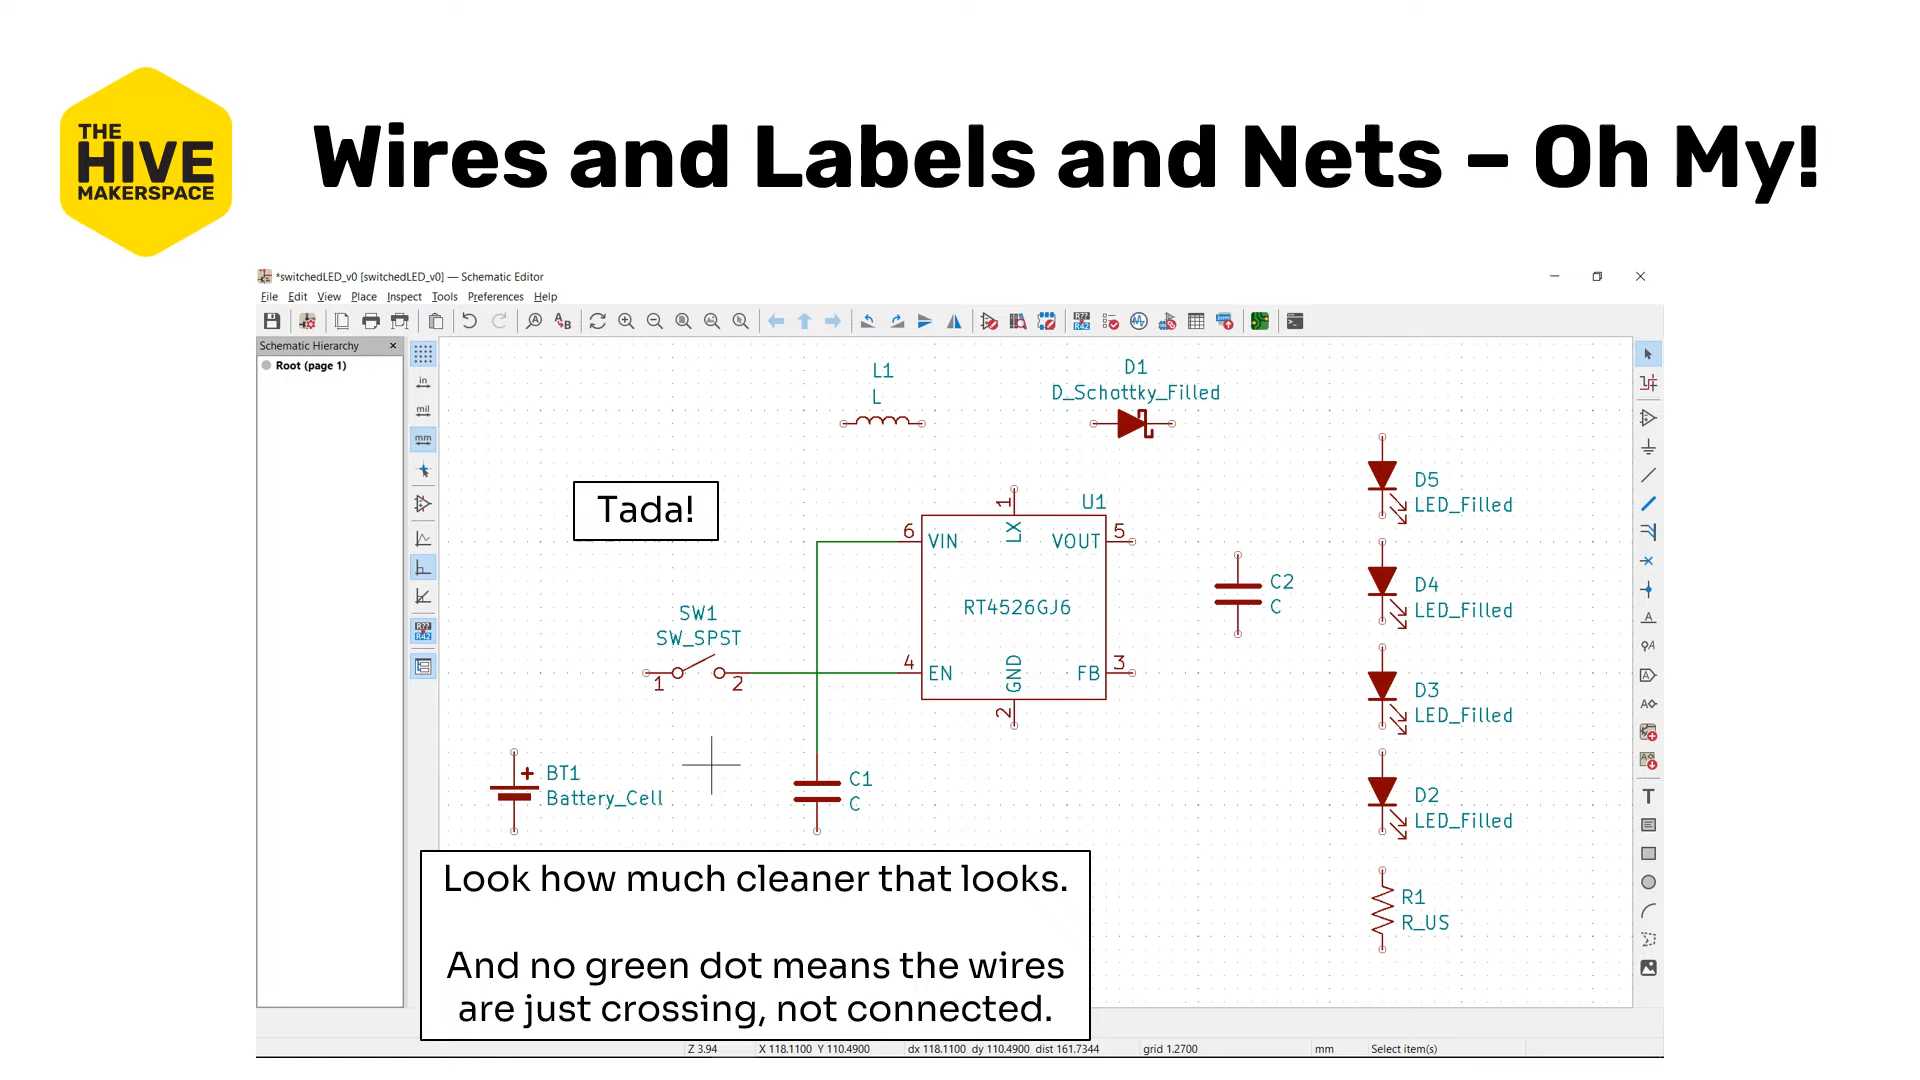 THE
HIVE
MAKERSPACE
Wires and Labels and Nets – Oh My!
*switchedLED_v0 [switchedLED_v0] — Schematic Editor
File Edit View Place Inspect Tools Preferences Help
Schematic Hierarchy
Root (page 1)
in
mil
mm
L1
L
D1
D_Schottky_Filled
Tada!
U1
1
LX
6
VIN
VOUT
5
RT4526GJ6
4
EN
GND
FB
3
2
SW1
SW_SPST
1
2
BT1
Battery_Cell
C1
C
C2
C
D5
LED_Filled
D4
LED_Filled
D3
LED_Filled
D2
LED_Filled
R1
R_US
Look how much cleaner that looks.
And no green dot means the wires
are just crossing, not connected.
Z 3.94 X 118.1100 Y 110.4900 dx 118.1100 dy 110.4900 dist 161.7344 grid 1.2700 mm Select item(s)